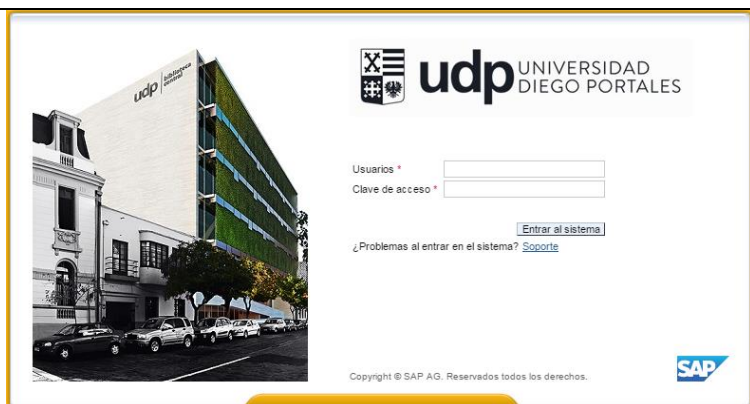 udp biblioteca
central
udp UNIVERSIDAD
DIEGO PORTALES
Usuarios *
Clave de acceso *
Entrar al sistema
¿Problemas al entrar en el sistema? Soporte
Copyright © SAP AG. Reservados todos los derechos.
SAP